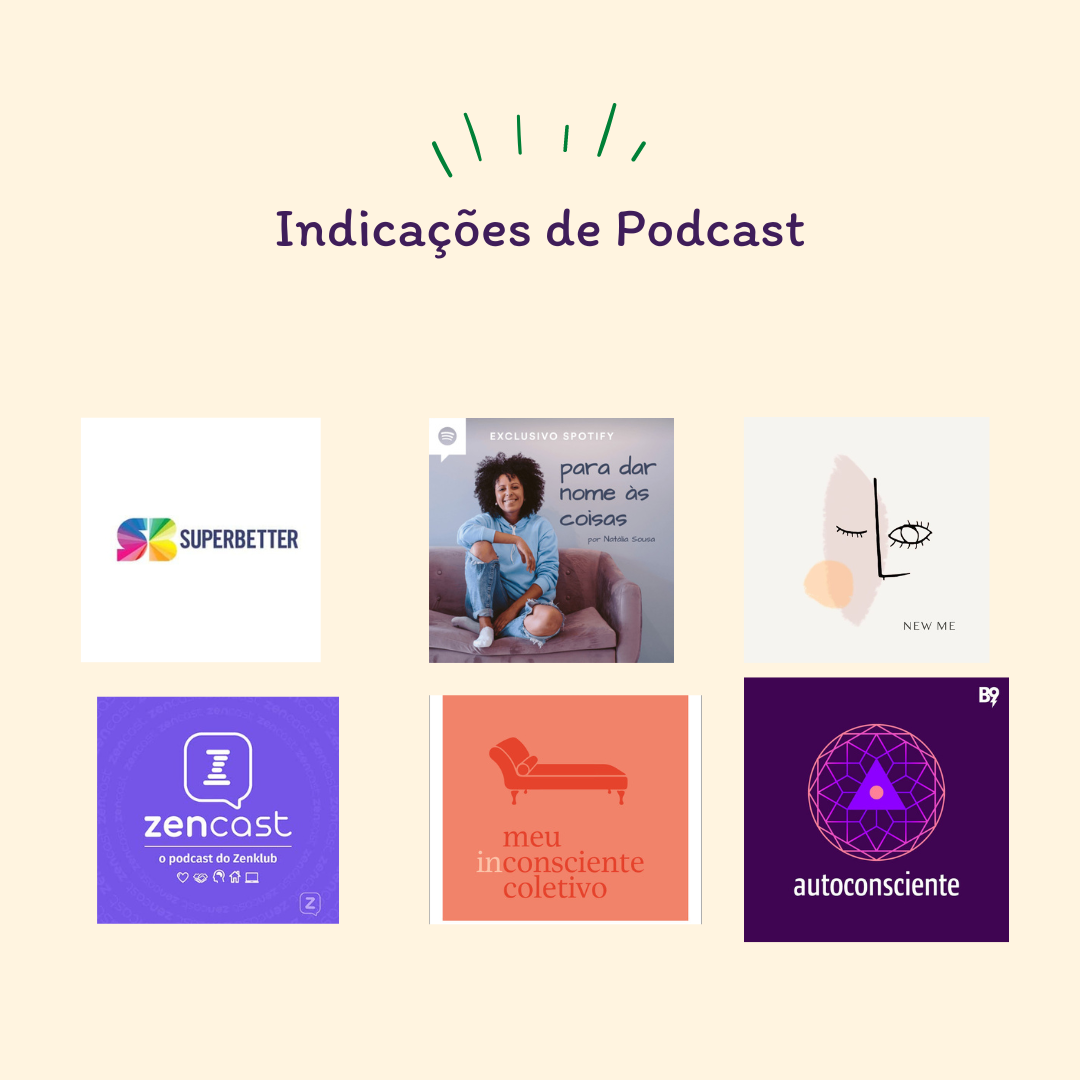 Indicações de Podcast
SUPERBETTER
EXCLUSIVO SPOTIFY
para dar
nome às
coisas
por Natália Sousa
NEW ME
zencast
o podcast do Zenklub
Z
meu
inconsciente
coletivo
B9
autoconsciente